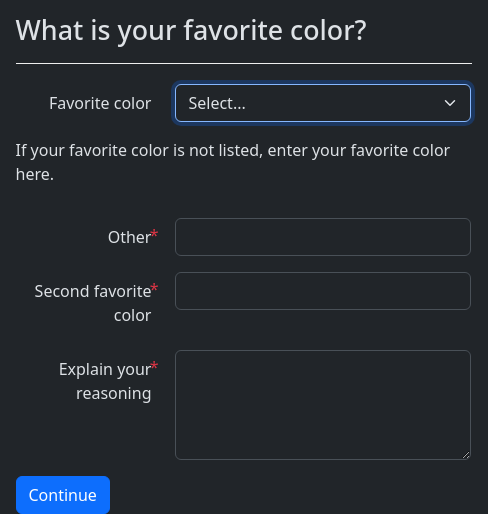 What is your favorite color?
Favorite color
Select...
If your favorite color is not listed, enter your favorite color
here.
Other*
Second favorite*
color
Explain your*
reasoning
Continue